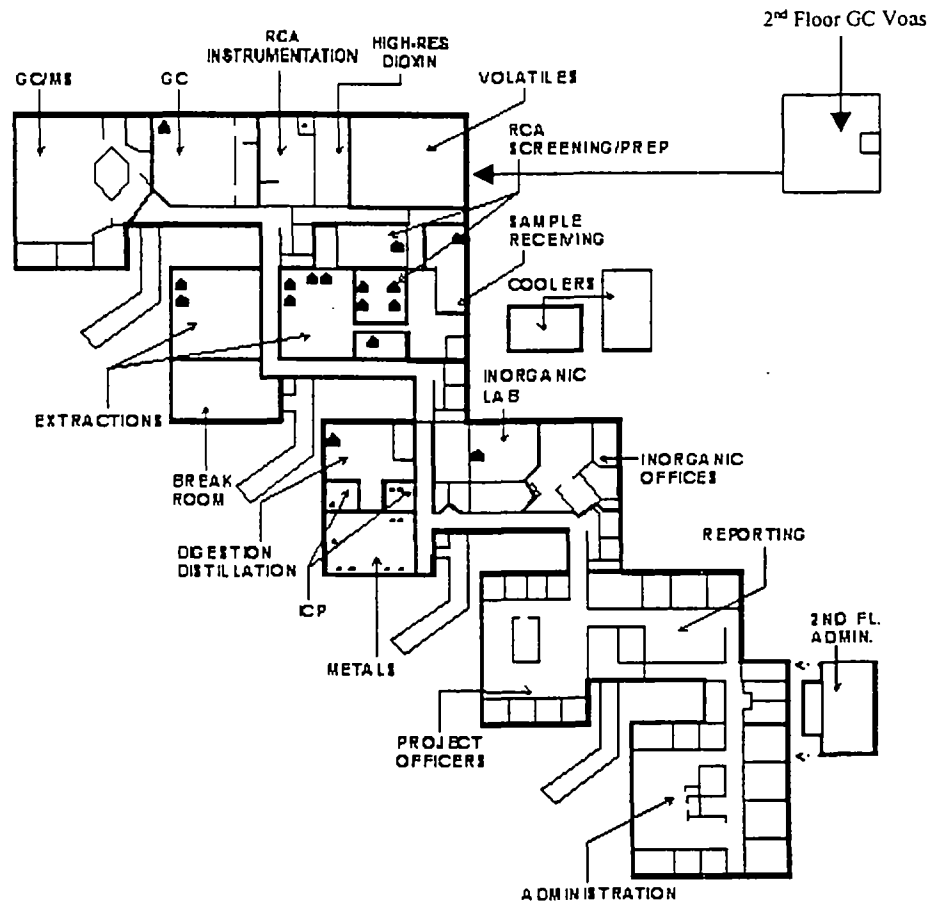 2nd Floor GC Voas
RCA
INSTRUMENTATION
HIGH-RES
DIOXIN
GC/MS
GC
VOLATILES
RCA
SCREENING/PREP
SAMPLE
RECEIVING
COOLERS
EXTRACTIONS
INORGANIC
LAB
BREAK
ROOM
INORGANIC
OFFICES
DIGESTION
DISTILLATION
ICP
REPORTING
METALS
2ND FL.
ADMIN.
PROJECT
OFFICERS
ADMINISTRATION